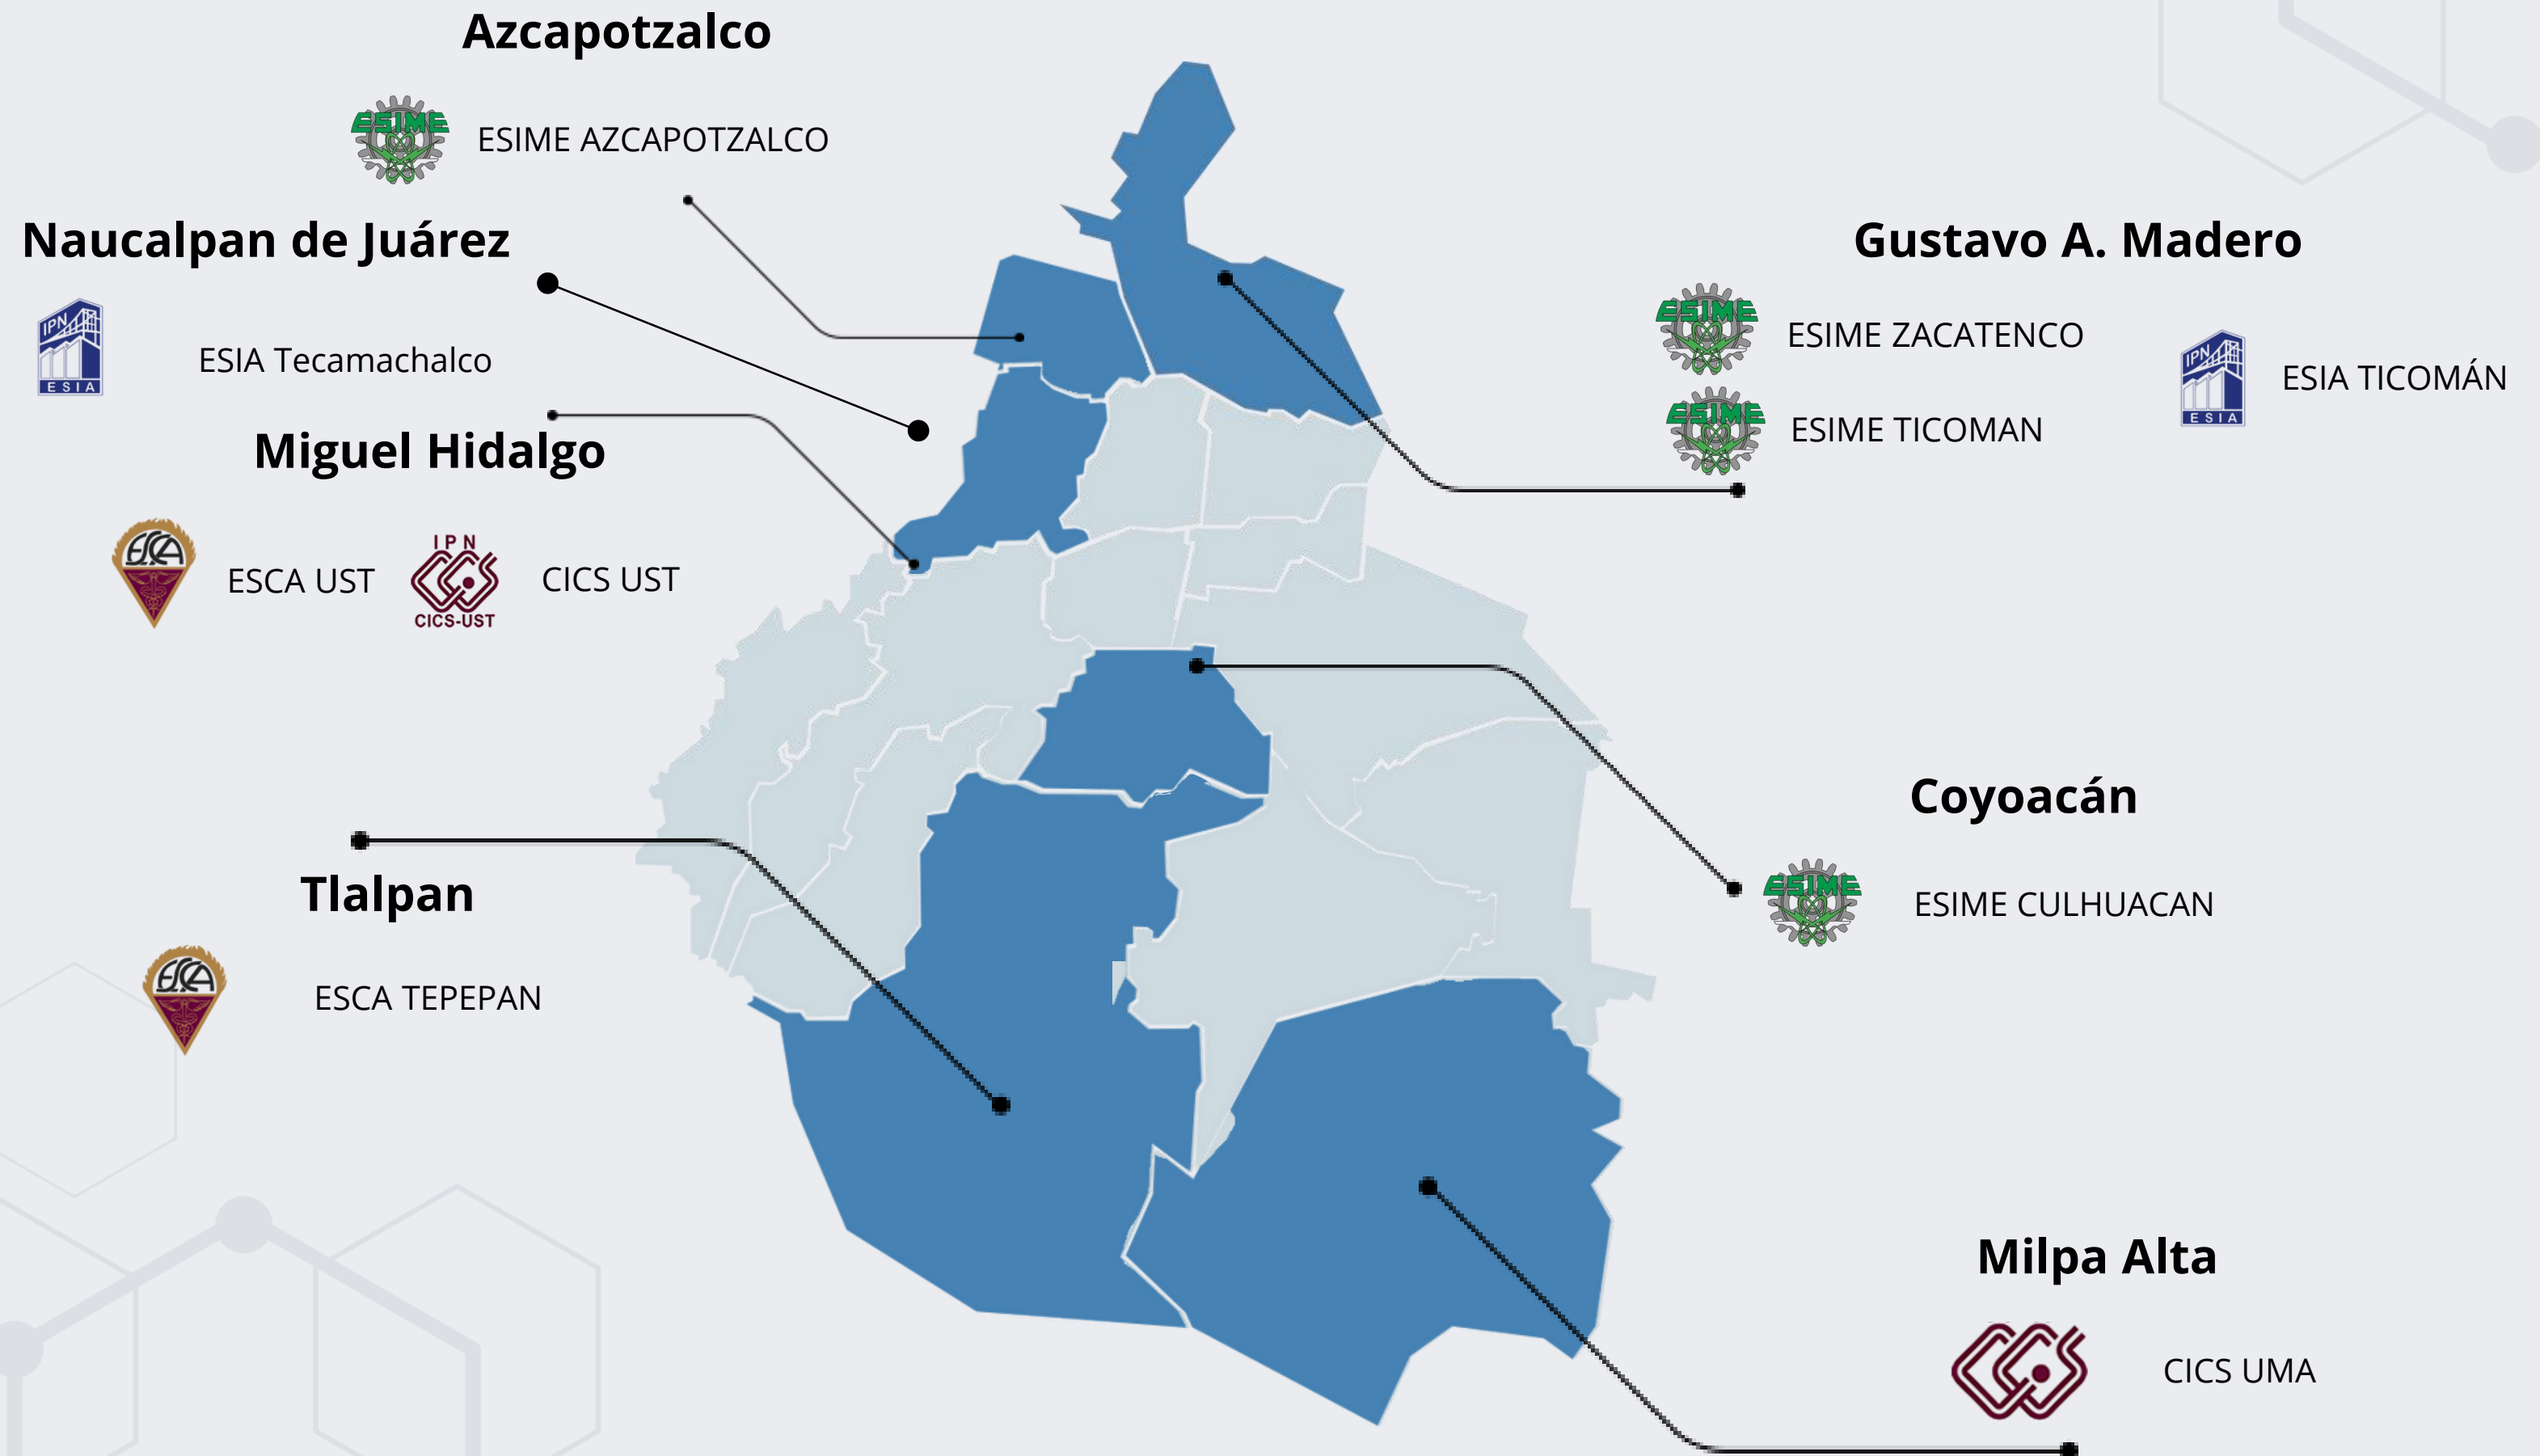 Azcapotzalco
ESIME
ESIME AZCAPOTZALCO
Naucalpan de Juárez
IPN
ESIA
ESIA Tecamachalco
Miguel Hidalgo
ESCA
ESCA UST
IPN
CICS-UST
CICS UST
Tlalpan
ESCA
ESCA TEPEPAN
Gustavo A. Madero
ESIME
ESIME ZACATENCO
ESIME
ESIME TICOMAN
IPN
ESIA
ESIA TICOMÁN
Coyoacán
ESIME
ESIME CULHUACAN
Milpa Alta
CICS UMA